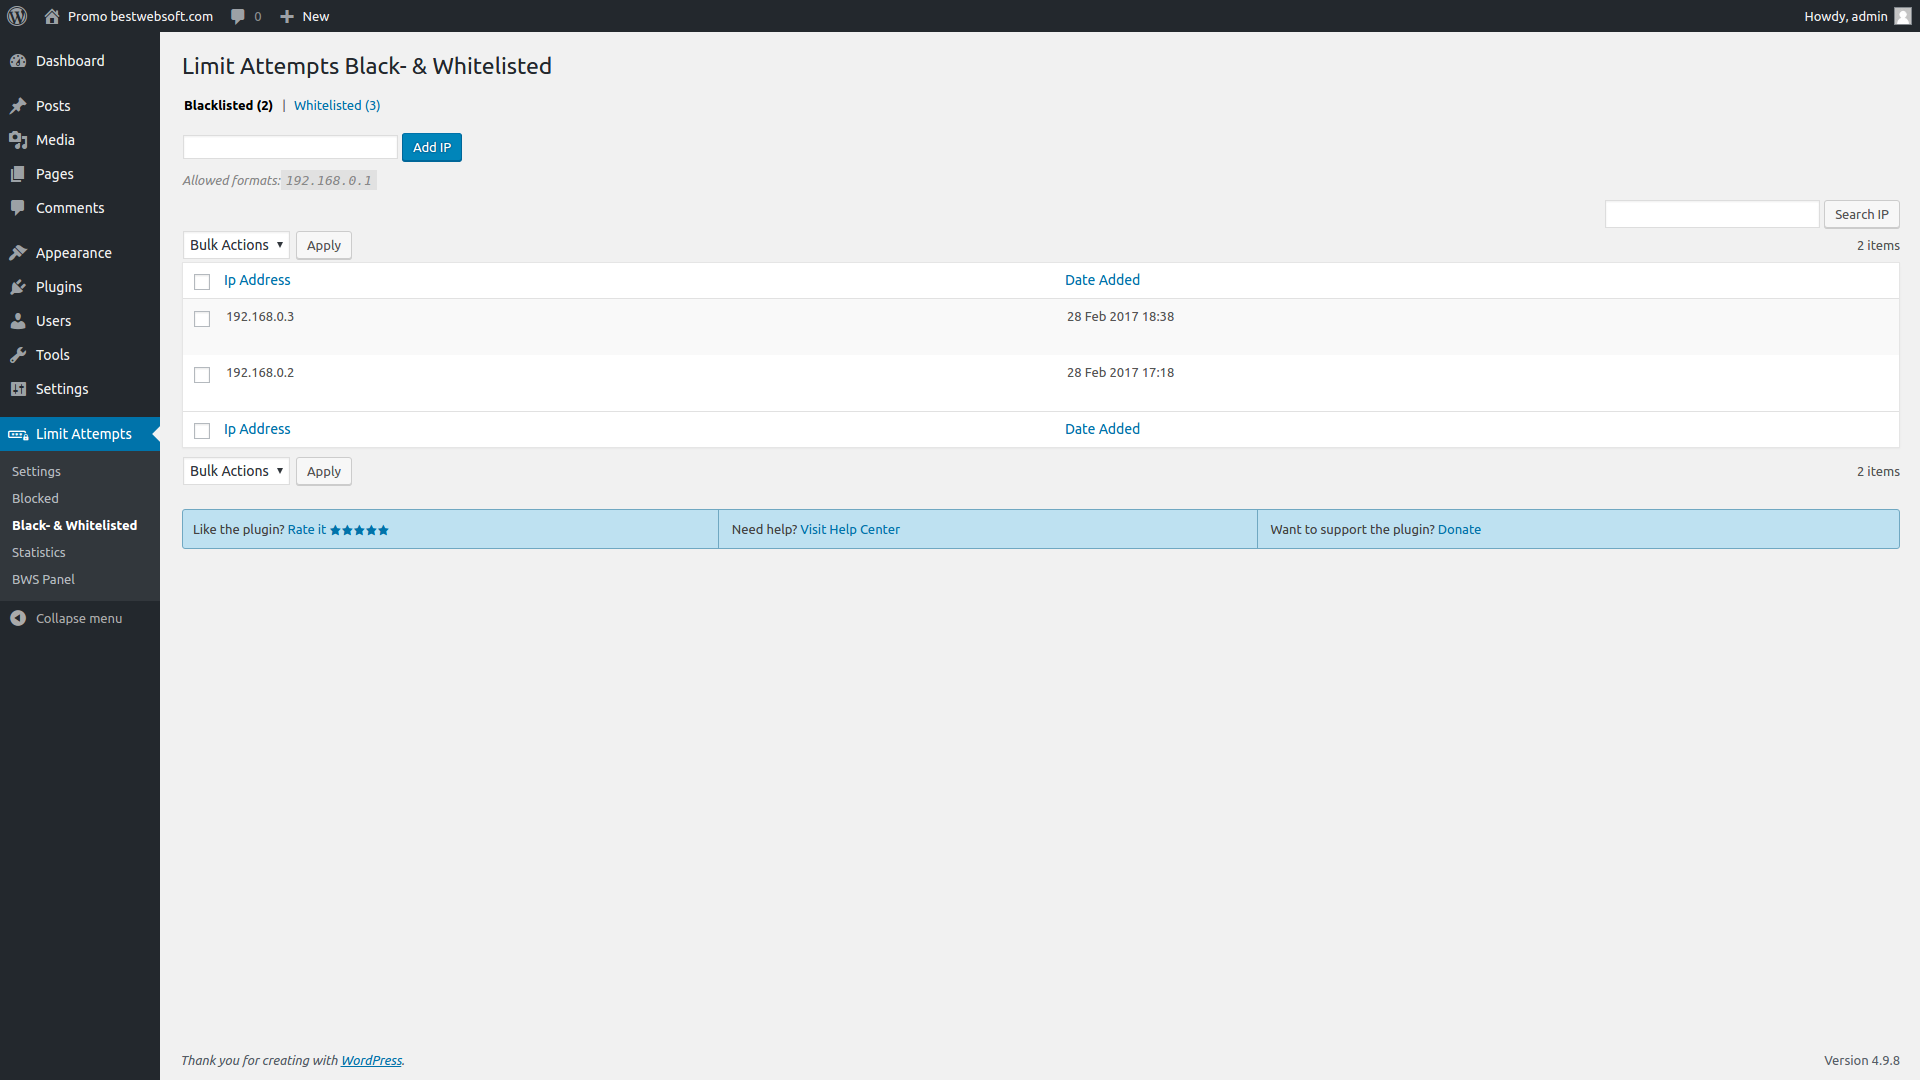 Promo bestwebsoft.com 0 New Howdy, admin
Dashboard
Posts
Media
Pages
Comments
Appearance
Plugins
Users
Tools
Settings
Limit Attempts
Settings
Blocked
Black- & Whitelisted
Statistics
BWS Panel
Collapse menu
Limit Attempts Black- & Whitelisted
Blacklisted (2) | Whitelisted (3)
Add IP
Allowed formats: 192.168.0.1
Search IP
Bulk Actions Apply 2 items
Ip Address Date Added
192.168.0.3 28 Feb 2017 18:38
192.168.0.2 28 Feb 2017 17:18
Ip Address Date Added
Bulk Actions Apply 2 items
Like the plugin? Rate it ★★★★★ Need help? Visit Help Center Want to support the plugin? Donate
Thank you for creating with WordPress. Version 4.9.8